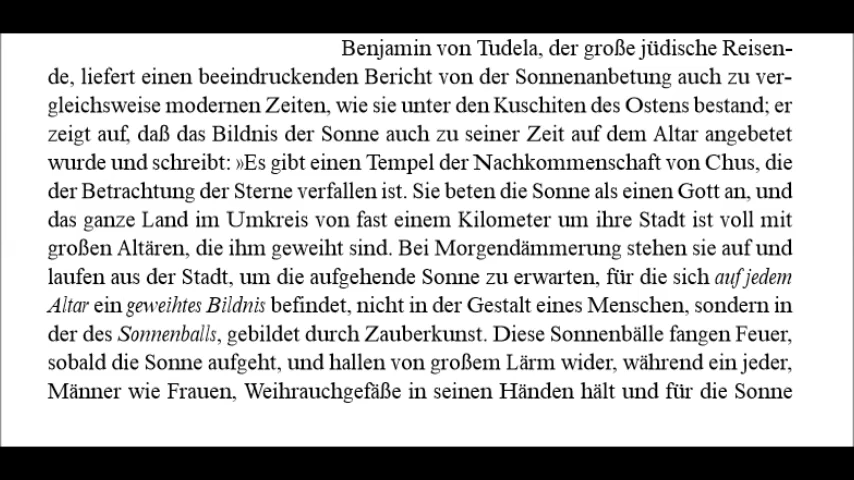 Benjamin von Tudela, der große jüdische Reisen-
de, liefert einen beeindruckenden Bericht von der Sonnenanbetung auch zu ver-
gleichsweise modernen Zeiten, wie sie unter den Kuschiten des Ostens bestand; er
zeigt auf, daß das Bildnis der Sonne auch zu seiner Zeit auf dem Altar angebetet
wurde und schreibt: »Es gibt einen Tempel der Nachkommenschaft von Chus, die
der Betrachtung der Sterne verfallen ist. Sie beten die Sonne als einen Gott an, und
das ganze Land im Umkreis von fast einem Kilometer um ihre Stadt ist voll mit
großen Altären, die ihm geweiht sind. Bei Morgendämmerung stehen sie auf und
laufen aus der Stadt, um die aufgehende Sonne zu erwarten, für die sich auf jedem
Altar ein geweihtes Bildnis befindet, nicht in der Gestalt eines Menschen, sondern in
der des Sonnenballs, gebildet durch Zauberkunst. Diese Sonnenbälle fangen Feuer,
sobald die Sonne aufgeht, und hallen von großem Lärm wider, während ein jeder,
Männer wie Frauen, Weihrauchgefäße in seinen Händen hält und für die Sonne